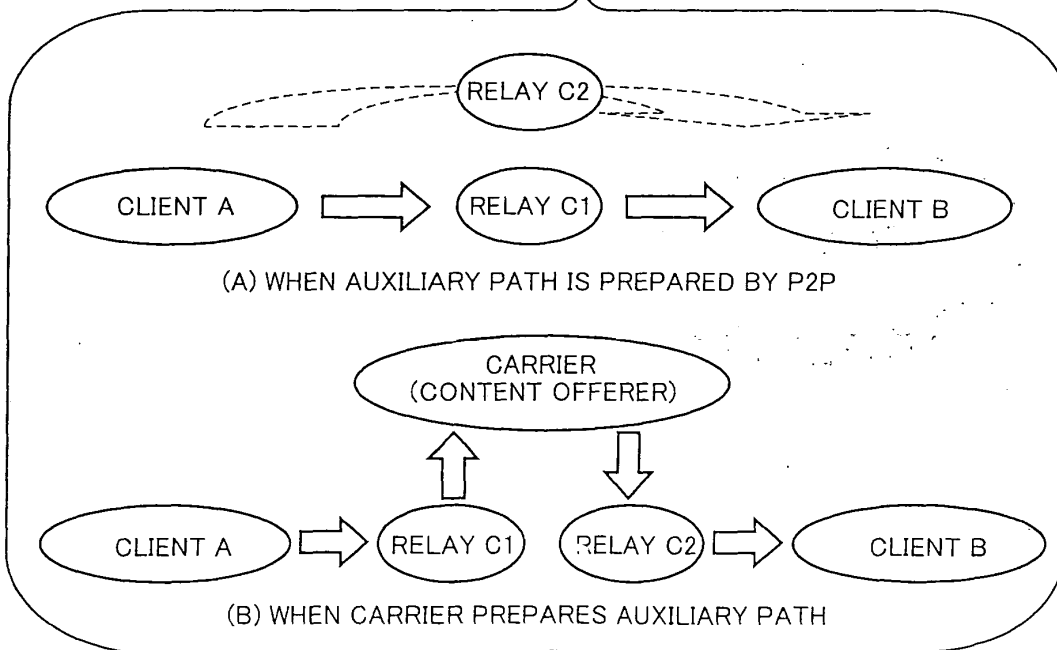 RELAY C2
CLIENT A
RELAY C1
CLIENT B
(A) WHEN AUXILIARY PATH IS PREPARED BY P2P
CARRIER
(CONTENT OFFERER)
CLIENT A
RELAY C1
RELAY C2
CLIENT B
(B) WHEN CARRIER PREPARES AUXILIARY PATH